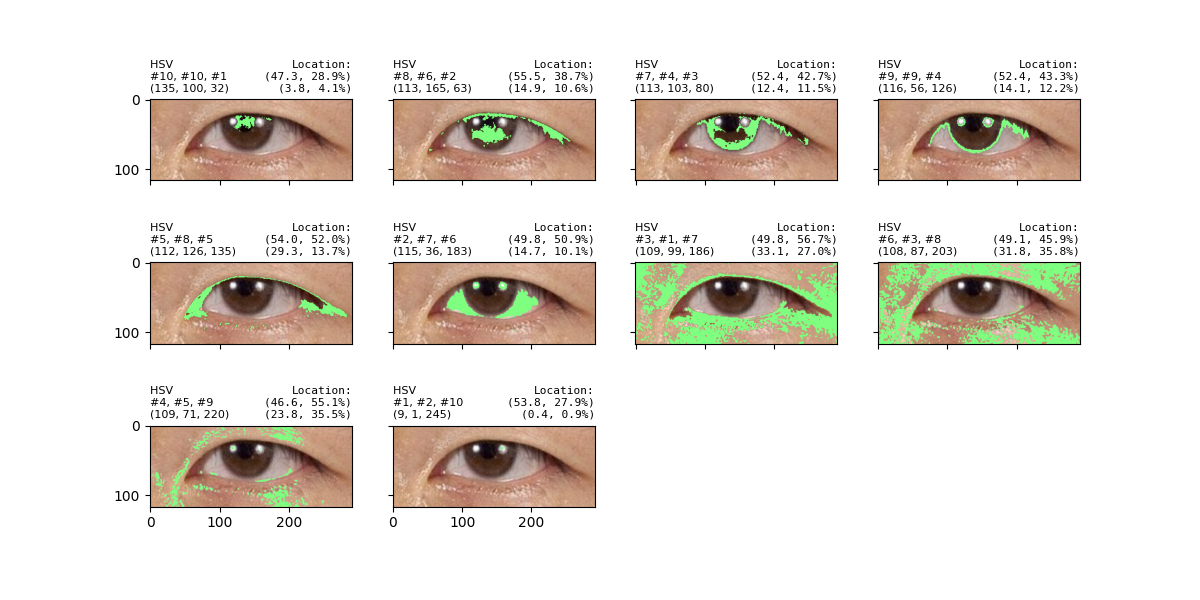 HSV Location:
#10, #10, #1 (47.3, 28.9%)
(135, 100, 32) (3.8, 4.1%)
HSV Location:
#8, #6, #2 (55.5, 38.7%)
(113, 165, 63) (14.9, 10.6%)
HSV Location:
#7, #4, #3 (52.4, 42.7%)
(113, 103, 80) (12.4, 11.5%)
HSV Location:
#9, #9, #4 (52.4, 43.3%)
(116, 56, 126) (14.1, 12.2%)
0
100
HSV Location:
#5, #8, #5 (54.0, 52.0%)
(112, 126, 135) (29.3, 13.7%)
HSV Location:
#2, #7, #6 (49.8, 50.9%)
(115, 36, 183) (14.7, 10.1%)
HSV Location:
#3, #1, #7 (49.8, 56.7%)
(109, 99, 186) (33.1, 27.0%)
HSV Location:
#6, #3, #8 (49.1, 45.9%)
(108, 87, 203) (31.8, 35.8%)
0
100
HSV Location:
#4, #5, #9 (46.6, 55.1%)
(109, 71, 220) (23.8, 35.5%)
HSV Location:
#1, #2, #10 (53.8, 27.9%)
(9, 1, 245) (0.4, 0.9%)
0
100
0 100 200
0 100 200